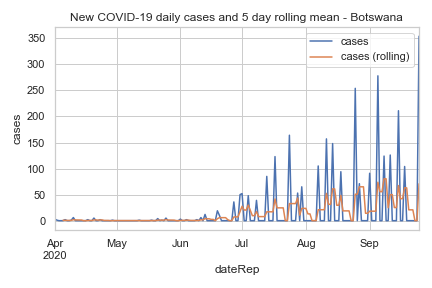 New COVID-19 daily cases and 5 day rolling mean - Botswana
cases
cases (rolling)
350
300
250
200
150
100
50
0
cases
Apr
2020
May
Jun
Jul
Aug
Sep
dateRep